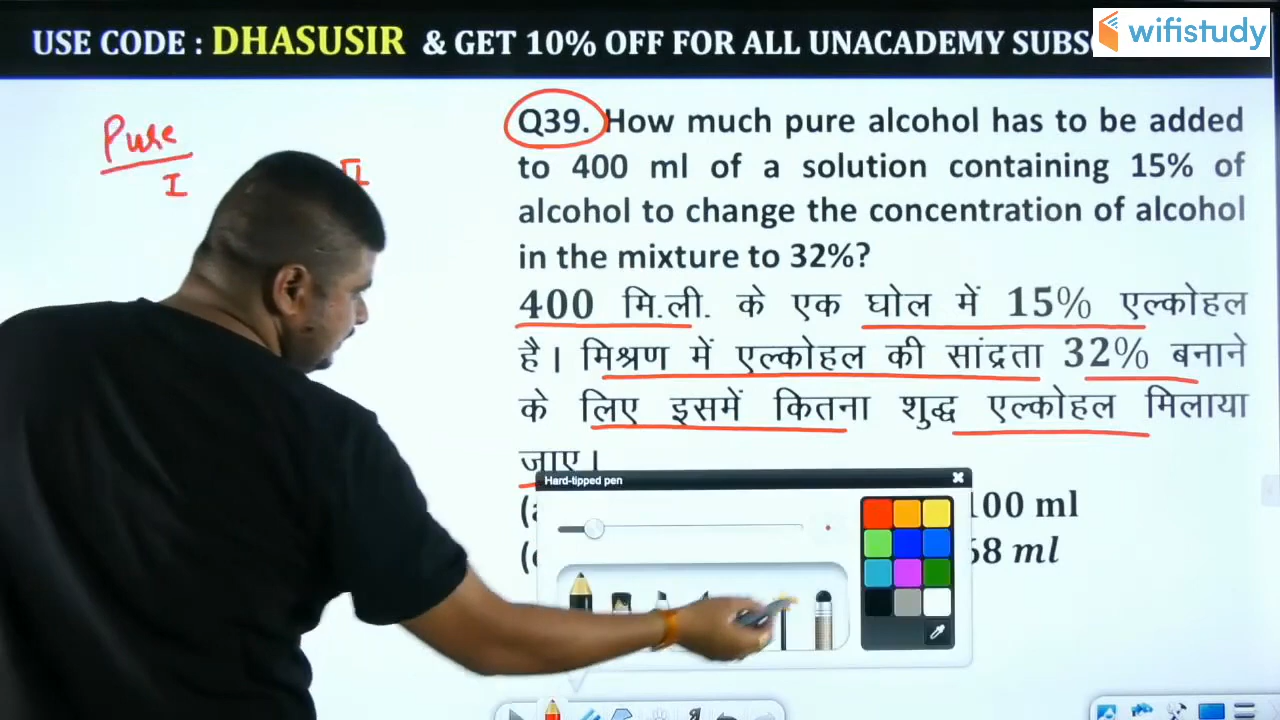 USE CODE : DHASUSIR & GET 10% OFF FOR ALL UNACADEMY SUBS
wifistudy
Pure
I
II
Q39. How much pure alcohol has to be added
to 400 ml of a solution containing 15% of
alcohol to change the concentration of alcohol
in the mixture to 32%?
400 मि.ली. के एक घोल में 15% एल्कोहल
है। मिश्रण में एल्कोहल की सांद्रता 32% बनाने
के लिए इसमें कितना शुद्ध एल्कोहल मिलाया
जाए।
Hard-tipped pen
100 ml
68 ml